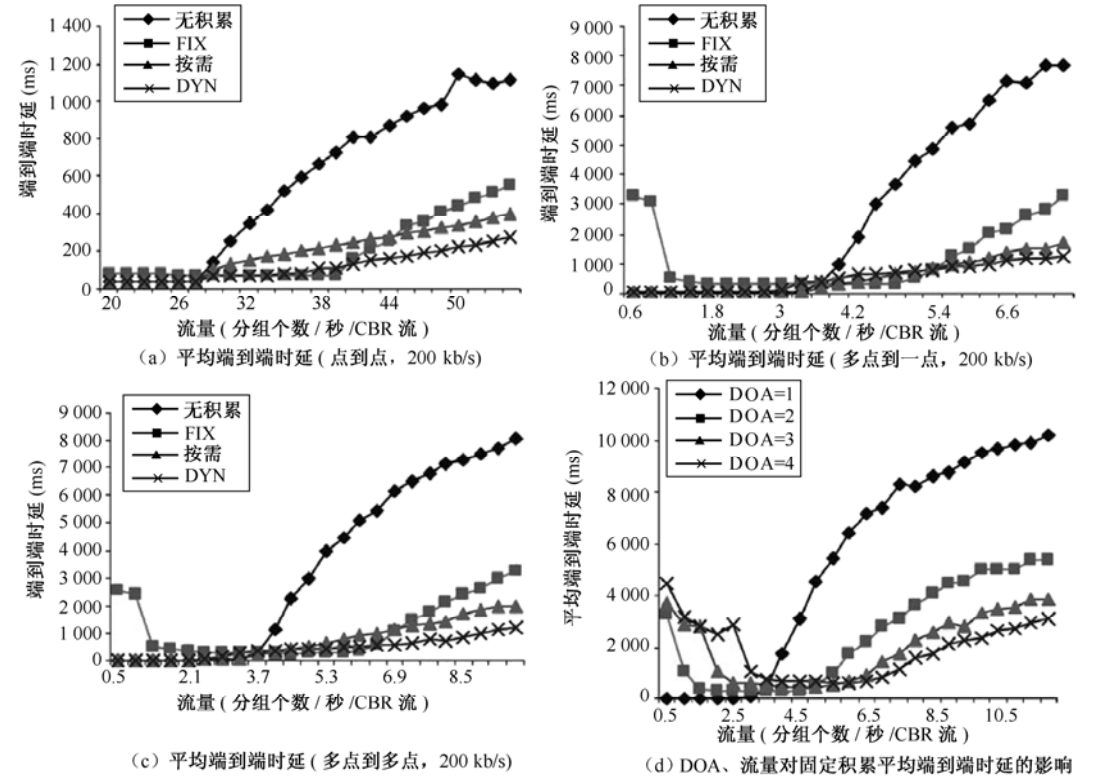 无积累
FIX
按需
DYN
1 400
1 200
1 000
800
600
400
200
0
端到端时延 (ms)
20 26 32 38 44 50
流量 ( 分组个数 / 秒 /CBR 流 )
（a）平均端到端时延 ( 点到点，200 kb/s)
无积累
FIX
按需
DYN
9 000
8 000
7 000
6 000
5 000
4 000
3 000
2 000
1 000
0
端到端时延 (ms)
0.6 1.8 3 4.2 5.4 6.6
流量 ( 分组个数 / 秒 /CBR 流 )
（b）平均端到端时延 ( 多点到一点，200 kb/s)
无积累
FIX
按需
DYN
9 000
8 000
7 000
6 000
5 000
4 000
3 000
2 000
1 000
0
端到端时延 (ms)
0.5 2.1 3.7 5.3 6.9 8.5
流量 ( 分组个数 / 秒 /CBR 流 )
（c）平均端到端时延 ( 多点到多点，200 kb/s)
DOA=1
DOA=2
DOA=3
DOA=4
12 000
10 000
8 000
6 000
4 000
2 000
0
平均端到端时延 (ms)
0.5 2.5 4.5 6.5 8.5 10.5
流量 ( 分组个数 / 秒 /CBR 流 )
（d）DOA、流量对固定积累平均端到端时延的影响